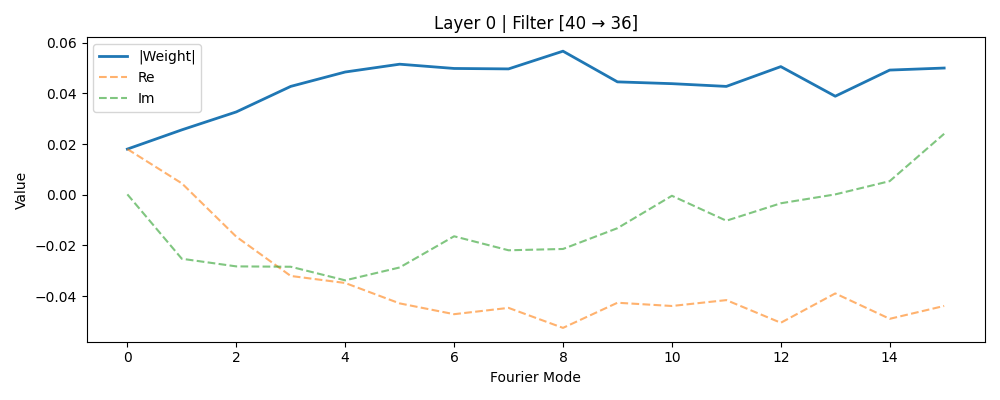 Layer 0 | Filter [40 → 36]
|Weight|
Re
Im
Value
0.06
0.04
0.02
0.00
−0.02
−0.04
0 2 4 6 8 10 12 14
Fourier Mode